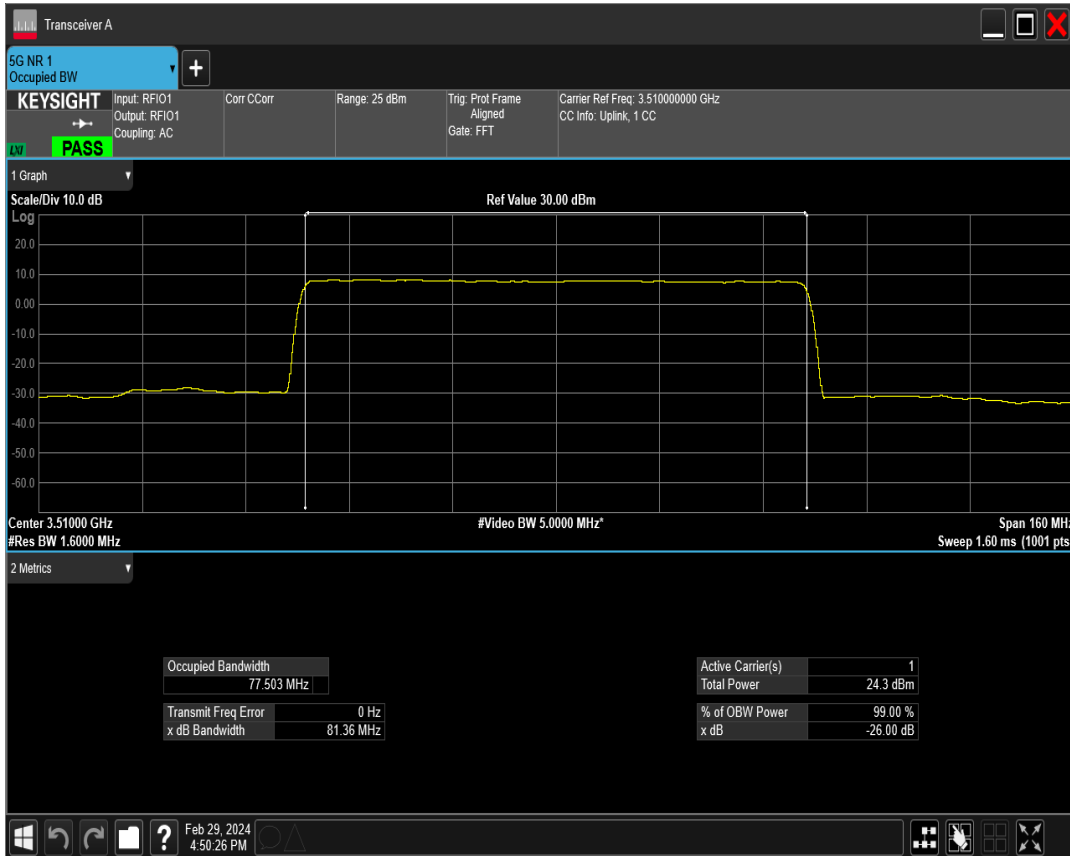 Transceiver A
5G NR 1
Occupied BW
KEYSIGHT
LXI
PASS
Input: RFIO1
Output: RFIO1
Coupling: AC
Corr CCorr
Range: 25 dBm
Trig: Prot Frame
Aligned
Gate: FFT
Carrier Ref Freq: 3.510000000 GHz
CC Info: Uplink, 1 CC
1 Graph
Scale/Div 10.0 dB
Ref Value 30.00 dBm
Log
20.0
10.0
0.00
-10.0
-20.0
-30.0
-40.0
-50.0
-60.0
Center 3.51000 GHz
#Video BW 5.0000 MHz*
Span 160 MHz
#Res BW 1.6000 MHz
Sweep 1.60 ms (1001 pts
2 Metrics
Occupied Bandwidth
77.503 MHz
Transmit Freq Error 0 Hz
x dB Bandwidth 81.36 MHz
Active Carrier(s) 1
Total Power 24.3 dBm
% of OBW Power 99.00 %
x dB -26.00 dB
?
Feb 29, 2024
4:50:26 PM